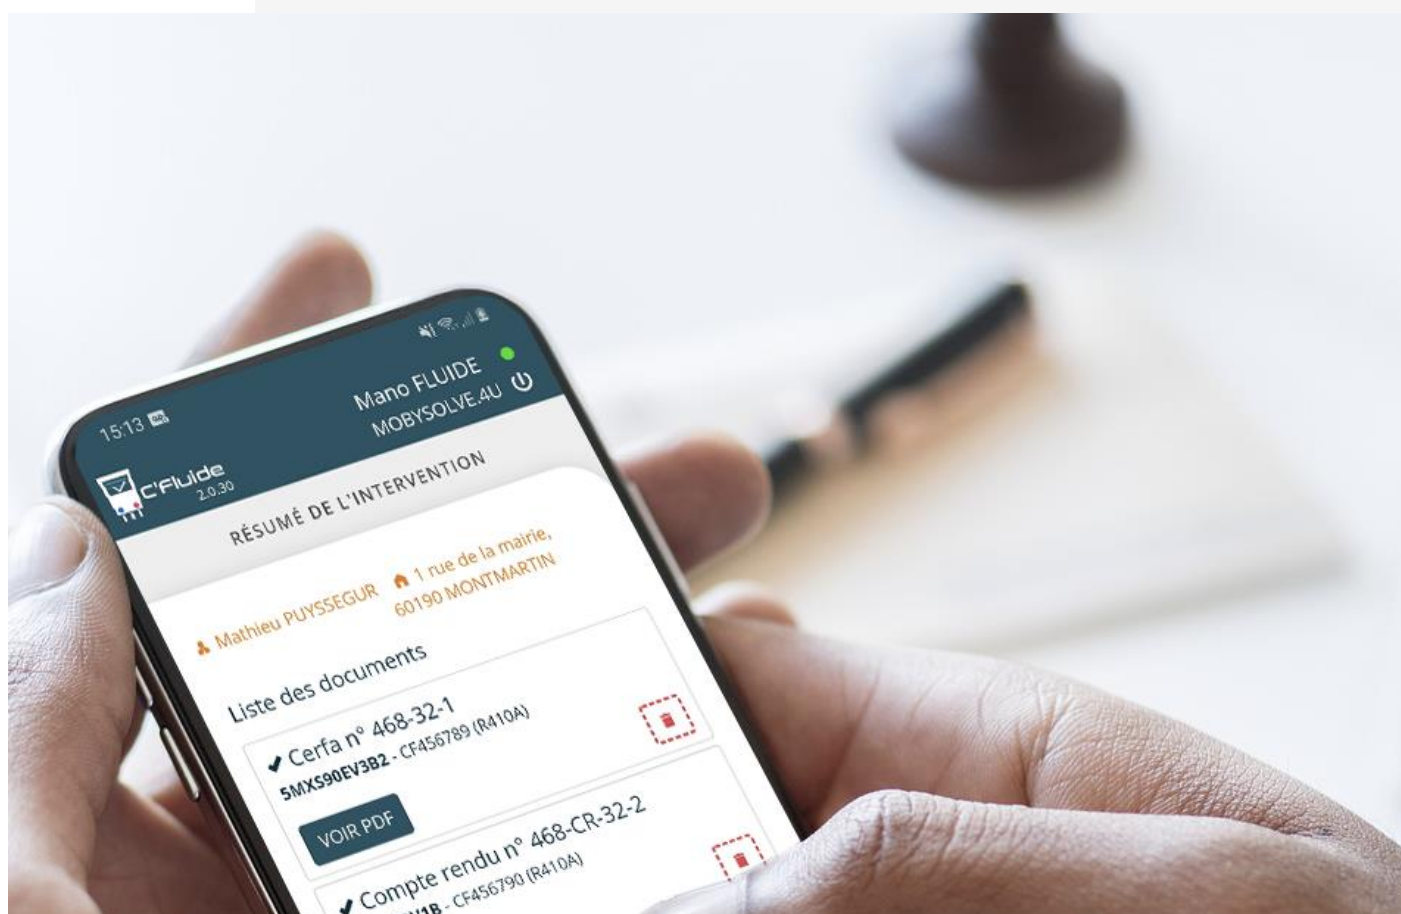 15:13
Mano FLUIDE
MOBYSOLVE.4U
C'Fluide
2.0.30
RÉSUMÉ DE L'INTERVENTION
Mathieu PUYSSEGUR
1 rue de la mairie,
60190 MONTMARTIN
Liste des documents
Cerfa n° 468-32-1
5MXS90EV3B2 - CF456789 (R410A)
VOIR PDF
Compte rendu n° 468-CR-32-2
V1B - CF456790 (R410A)